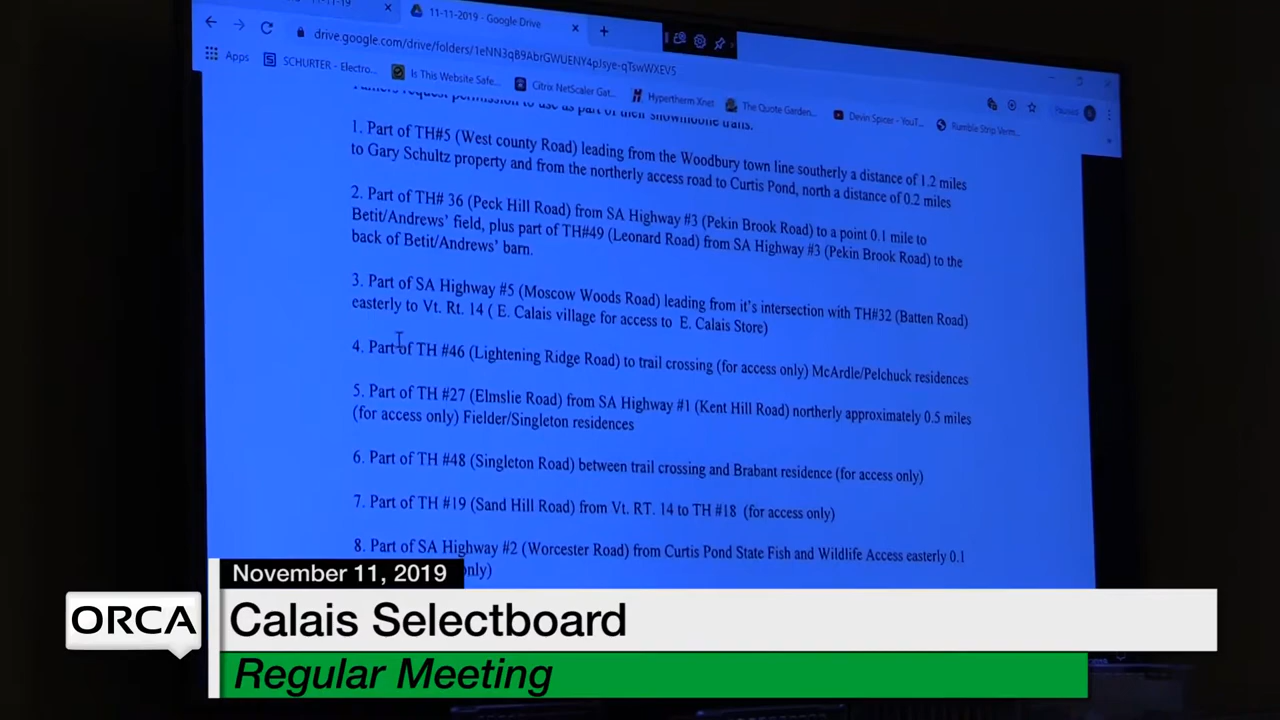 11-11-2019 - Google Drive
drive.google.com/drive/folders/1eNN3qB9AbrGWUENY4pJsye-qTswWXEV5
Apps SCHURTER - Electro... Is This Website Safe... Citrix NetScaler Gat... Hypertherm Xnet The Quote Garden... Devin Spicer - YouT... Rumble Strip Verm...
Paused
request permission to use as part of their snowmobile trails.
1. Part of TH#5 (West county Road) leading from the Woodbury town line southerly a distance of 1.2 miles
to Gary Schultz property and from the northerly access road to Curtis Pond, north a distance of 0.2 miles
2. Part of TH# 36 (Peck Hill Road) from SA Highway #3 (Pekin Brook Road) to a point 0.1 mile to
Betit/Andrews' field, plus part of TH#49 (Leonard Road) from SA Highway #3 (Pekin Brook Road) to the
back of Betit/Andrews' barn.
3. Part of SA Highway #5 (Moscow Woods Road) leading from it's intersection with TH#32 (Batten Road)
easterly to Vt. Rt. 14 ( E. Calais village for access to E. Calais Store)
4. Part of TH #46 (Lightening Ridge Road) to trail crossing (for access only) McArdle/Pelchuck residences
5. Part of TH #27 (Elmslie Road) from SA Highway #1 (Kent Hill Road) northerly approximately 0.5 miles
(for access only) Fielder/Singleton residences
6. Part of TH #48 (Singleton Road) between trail crossing and Brabant residence (for access only)
7. Part of TH #19 (Sand Hill Road) from Vt. RT. 14 to TH #18 (for access only)
8. Part of SA Highway #2 (Worcester Road) from Curtis Pond State Fish and Wildlife Access easterly 0.1
only)
November 11, 2019
ORCA
Calais Selectboard
Regular Meeting